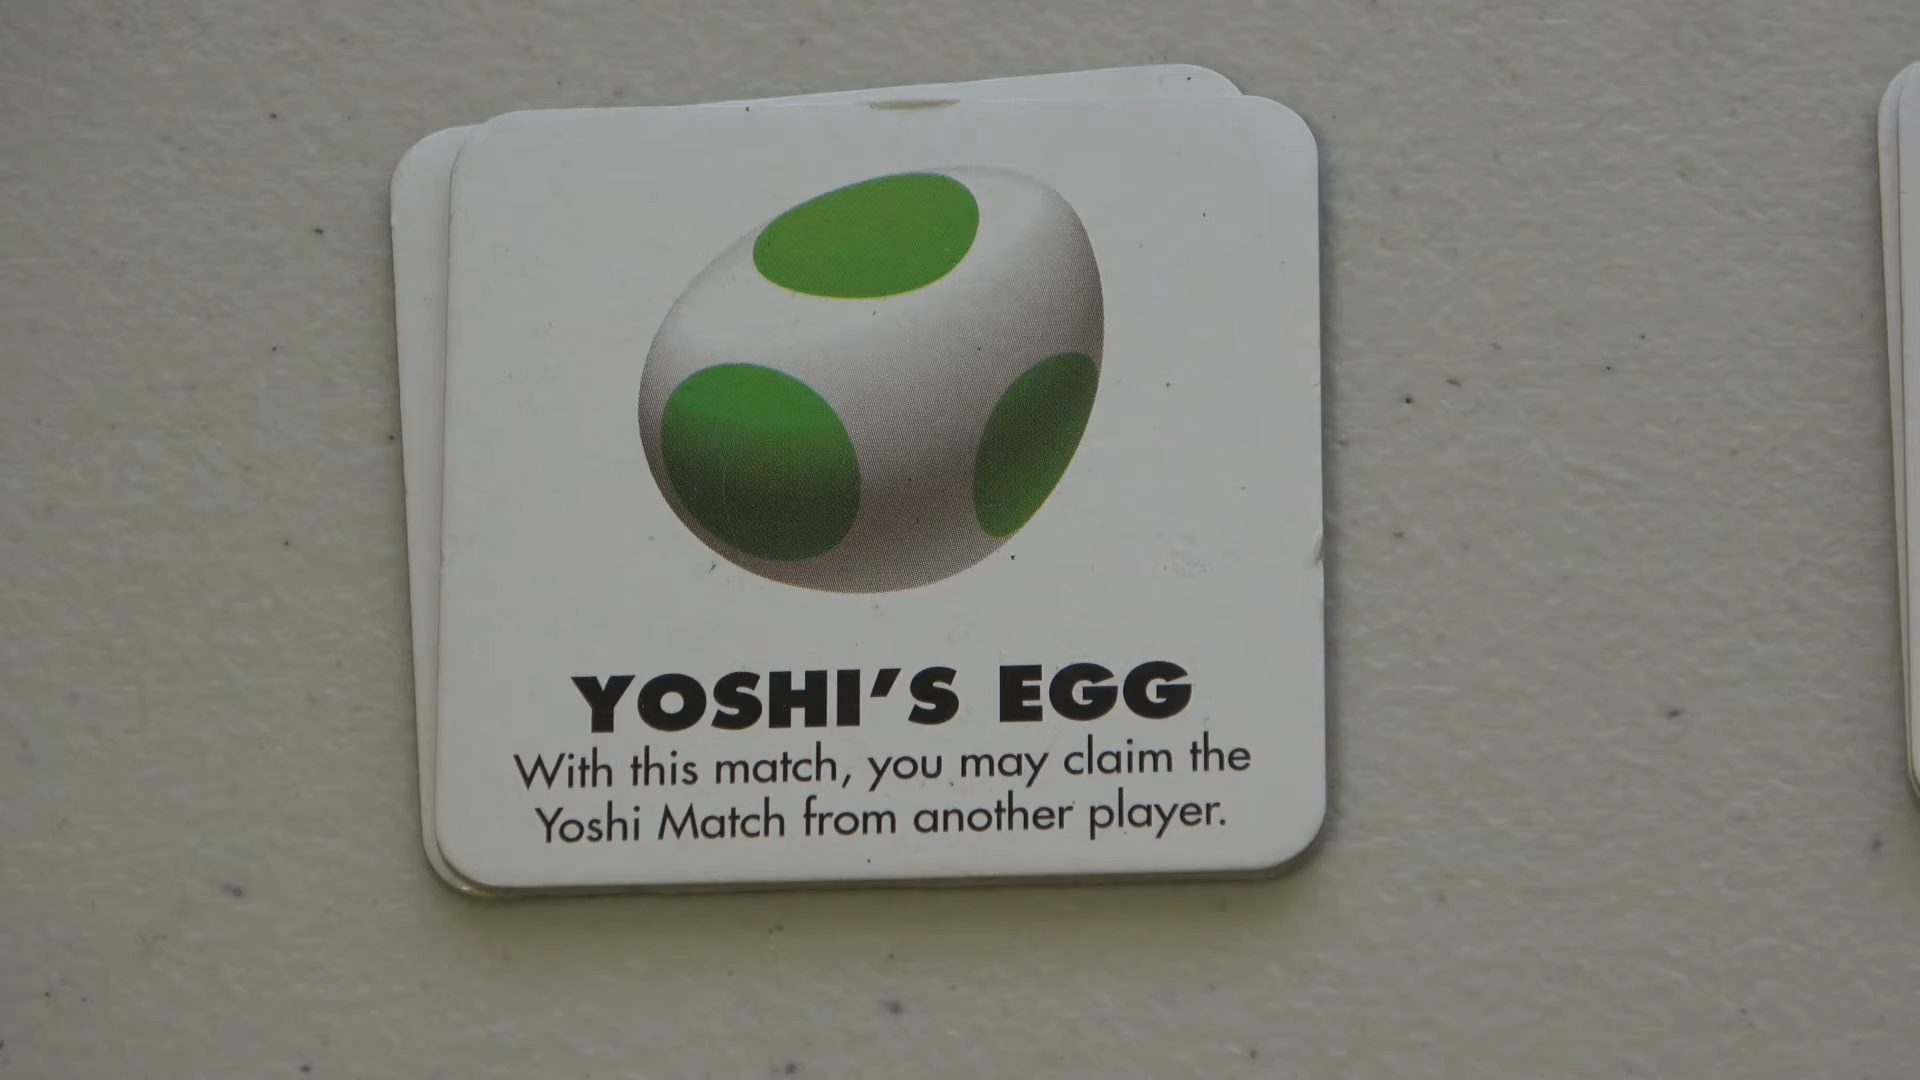 YOSHI'S EGG
With this match, you may claim the
Yoshi Match from another player.